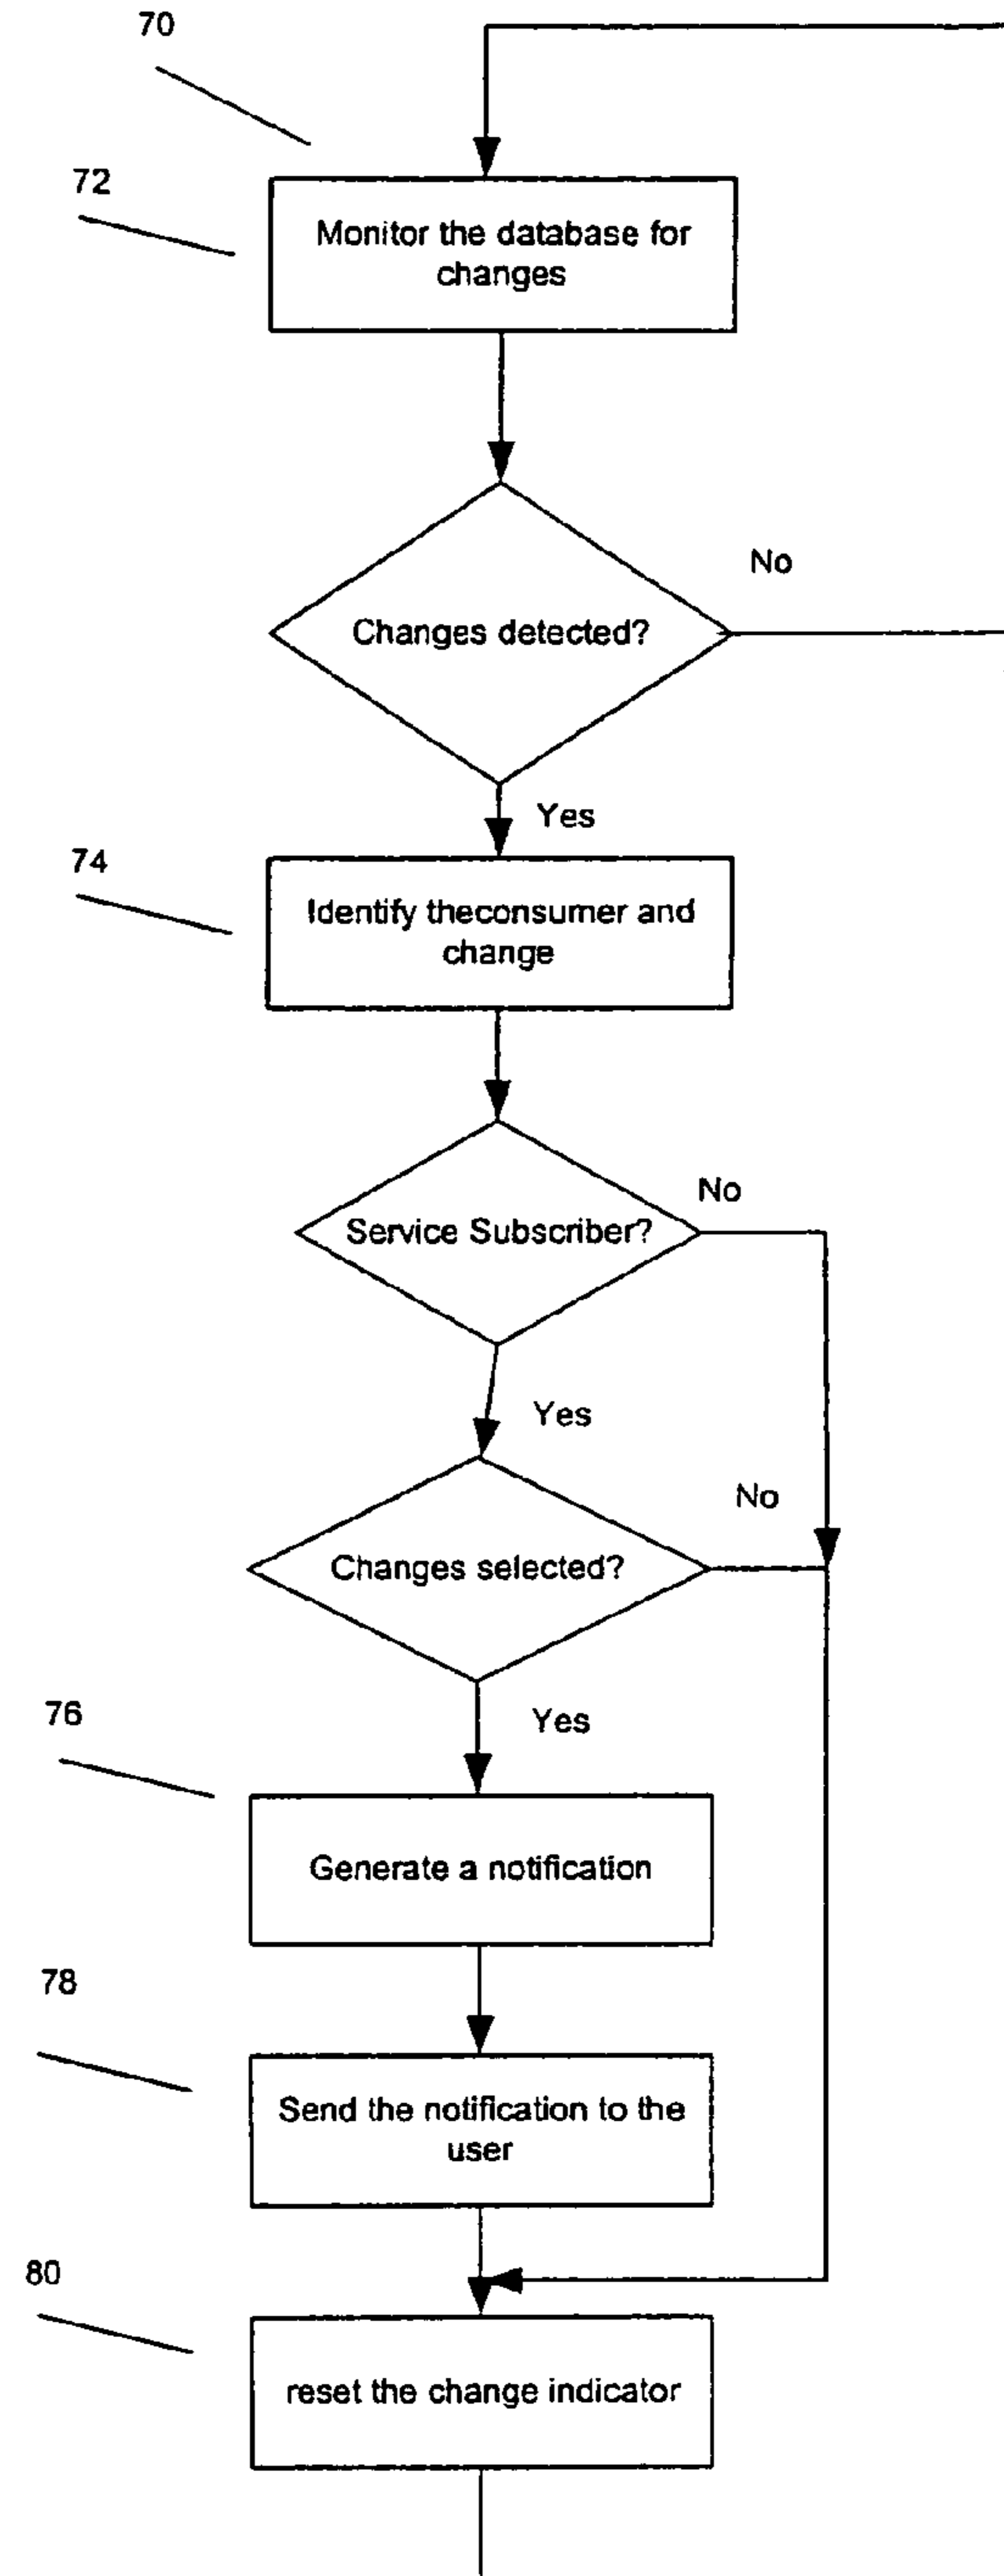 70
72
Monitor the database for
changes
No
Changes detected?
Yes
74
Identify theconsumer and
change
No
Service Subscriber?
Yes
No
Changes selected?
76
Yes
Generate a notification
78
Send the notification to the
user
80
reset the change indicator